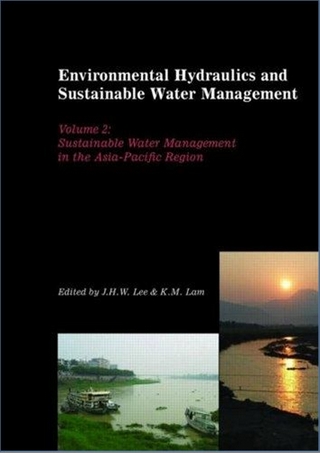 Environmental Hydraulics and
Sustainable Water Management
Volume 2:
Sustainable Water Management
in the Asia-Pacific Region
Edited by J.H.W. Lee & K.M. Lam